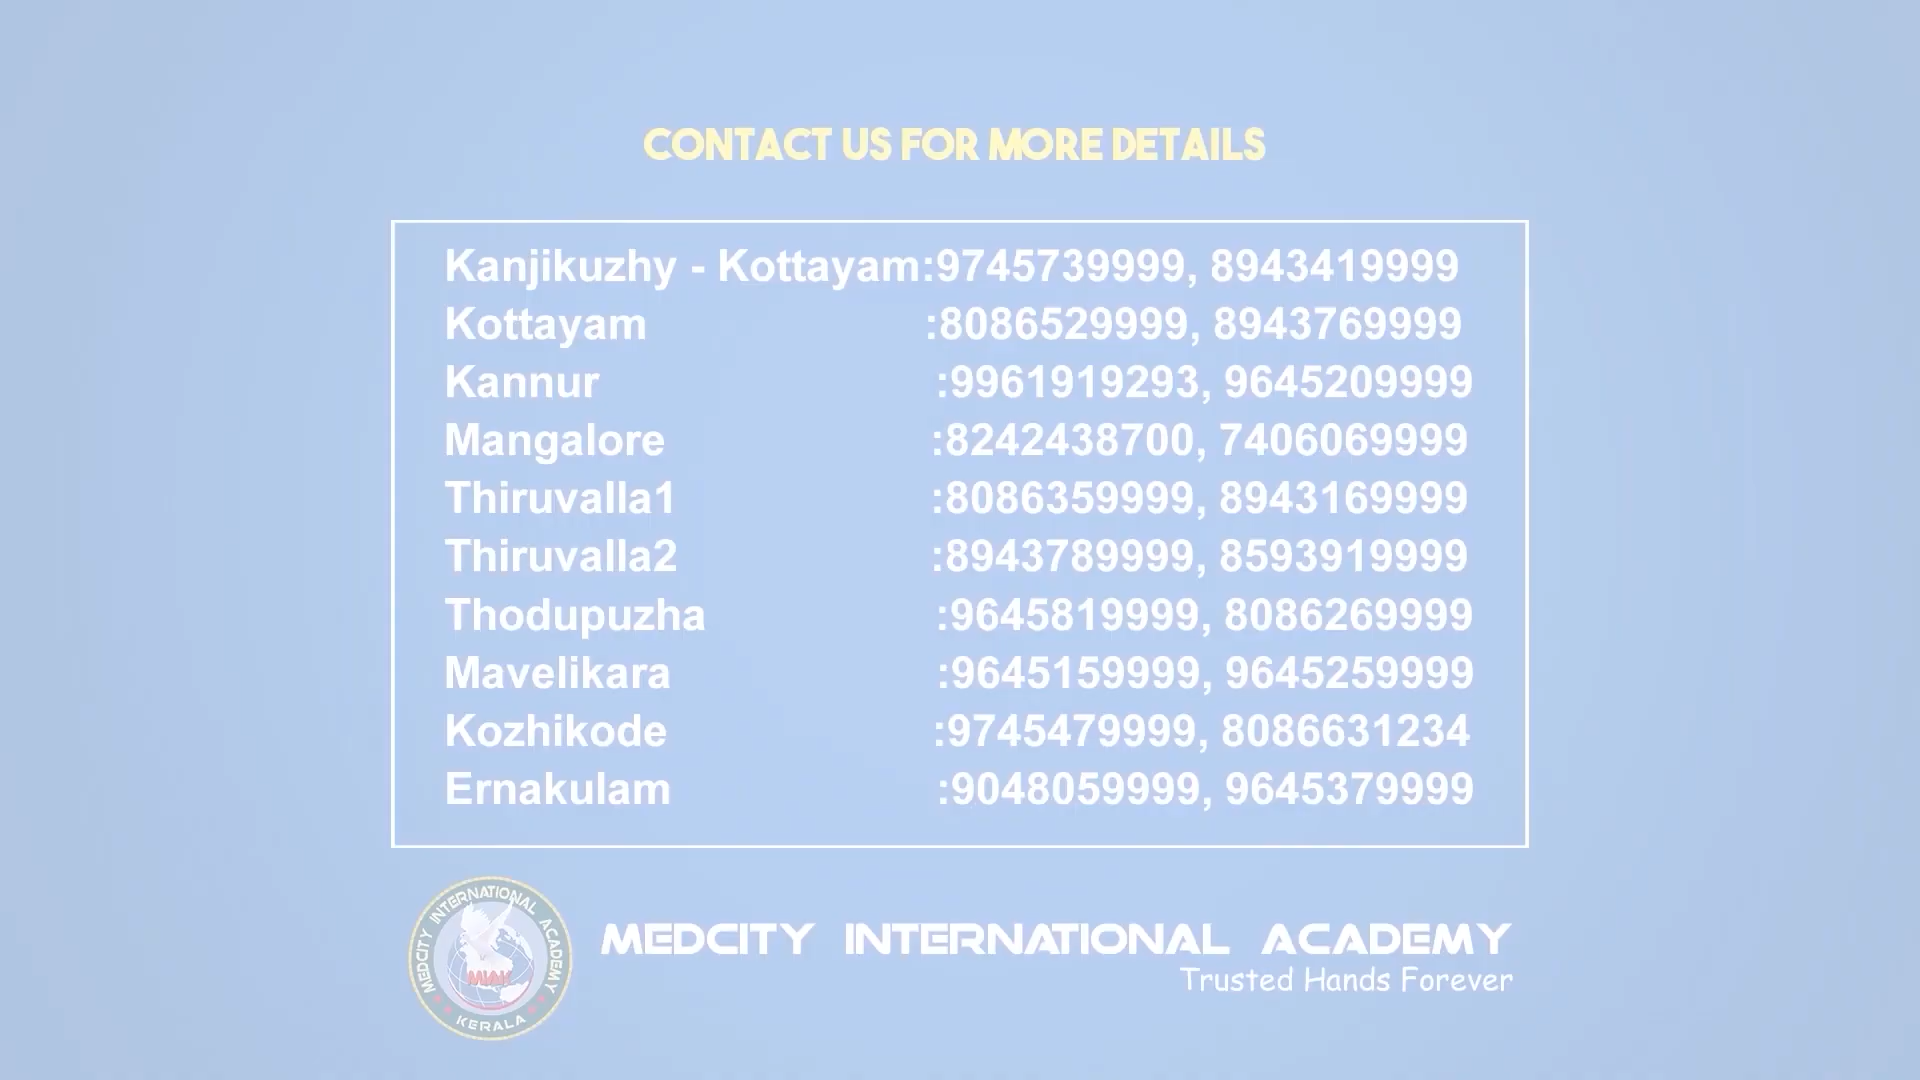 CONTACT US FOR MORE DETAILS
Kanjikuzhy - Kottayam:9745739999, 8943419999
Kottayam :8086529999, 8943769999
Kannur :9961919293, 9645209999
Mangalore :8242438700, 7406069999
Thiruvalla1 :8086359999, 8943169999
Thiruvalla2 :8943789999, 8593919999
Thodupuzha :9645819999, 8086269999
Mavelikara :9645159999, 9645259999
Kozhikode :9745479999, 8086631234
Ernakulam :9048059999, 9645379999
MEDCITY INTERNATIONAL ACADEMY
KERALA
MEDCITY INTERNATIONAL ACADEMY
Trusted Hands Forever